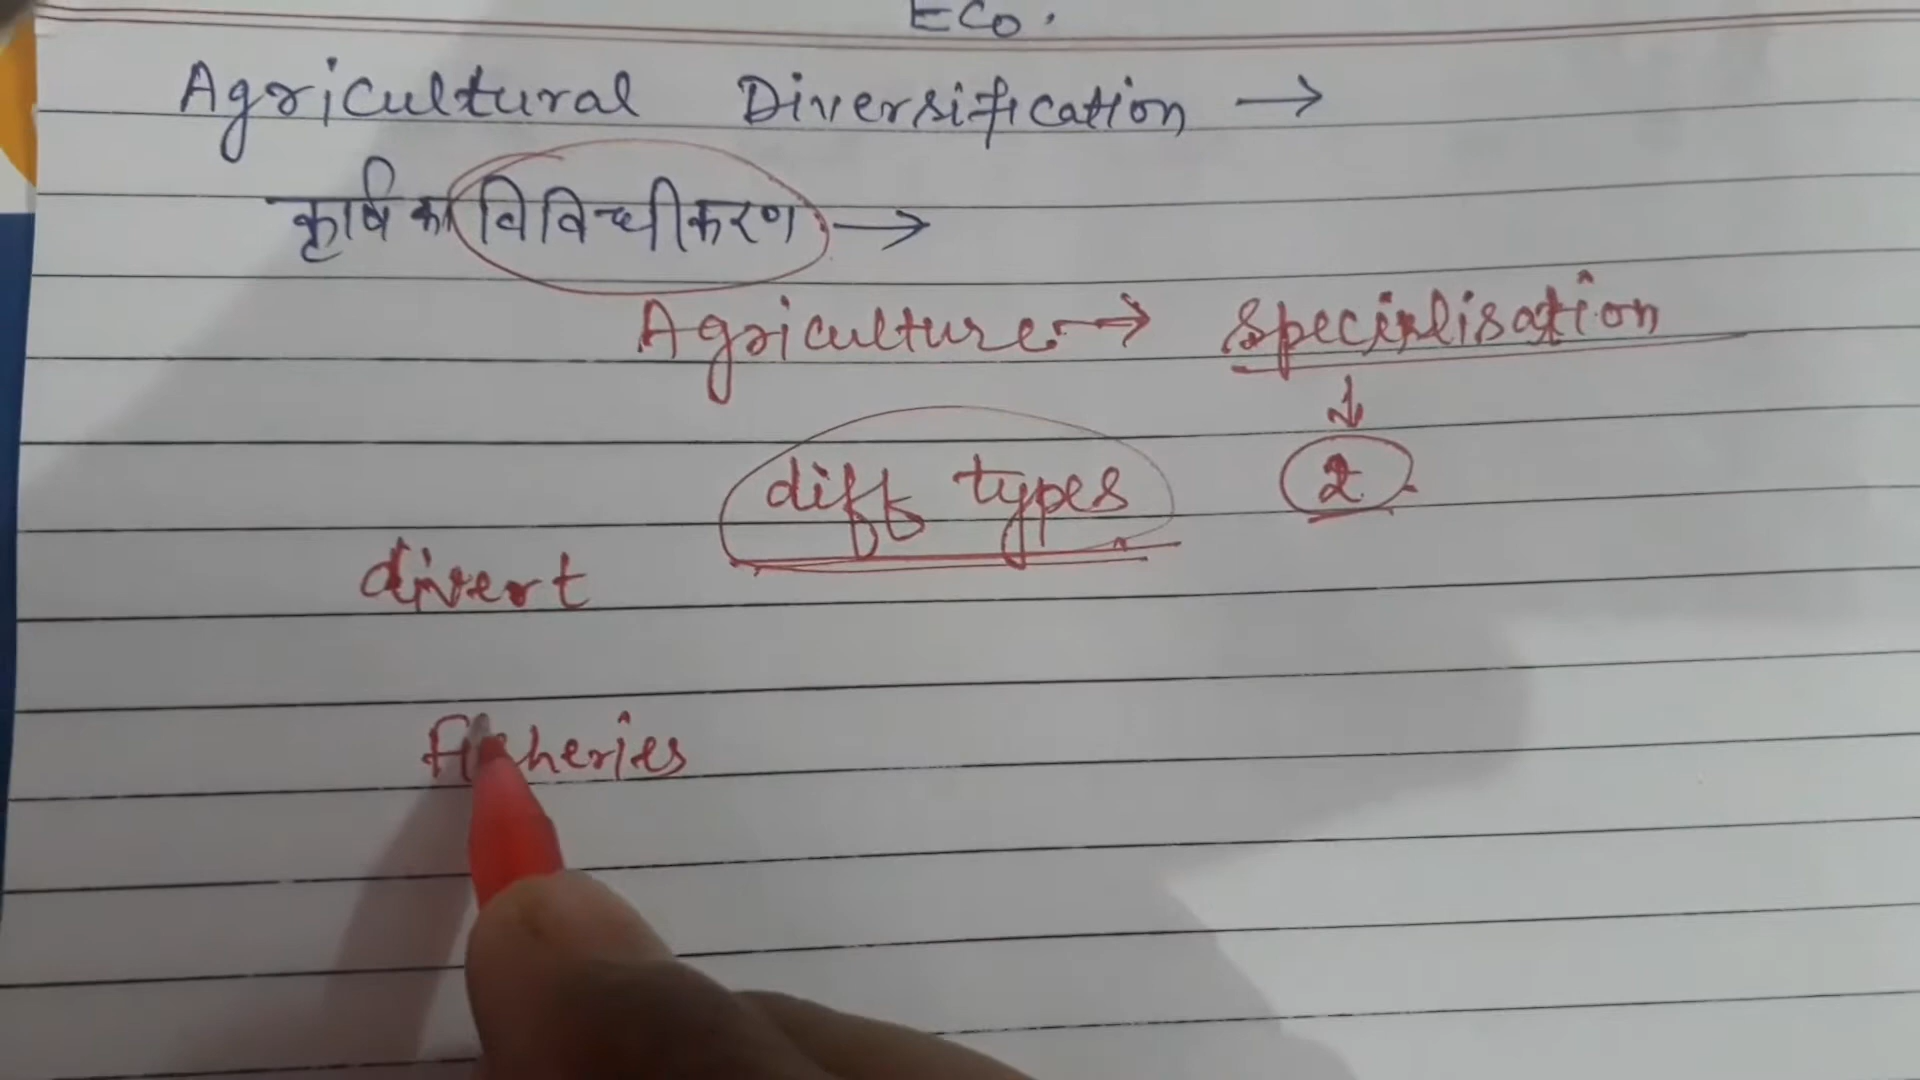 Eco.
Agricultural Diversification →
कृषि का विविधीकरण →
Agriculture → Specialisation
↓
diff types 2
divert
fisheries